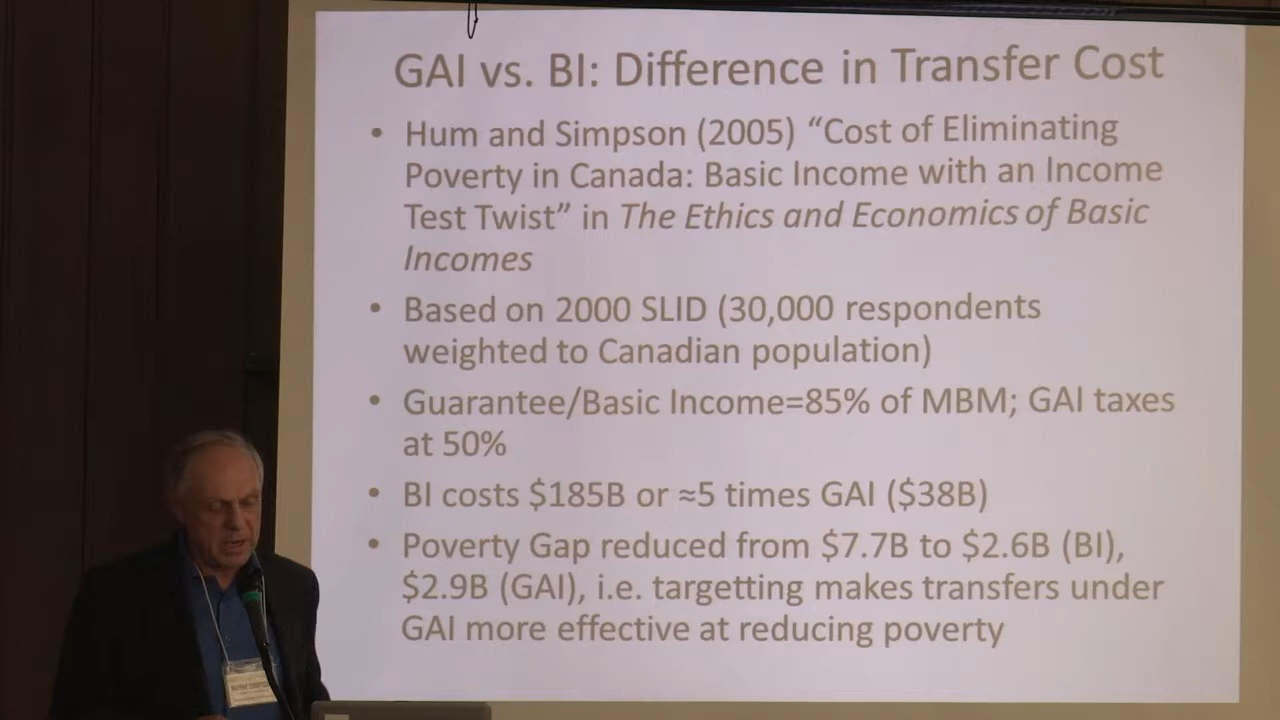 GAI vs. BI: Difference in Transfer Cost
• Hum and Simpson (2005) “Cost of Eliminating
Poverty in Canada: Basic Income with an Income
Test Twist” in The Ethics and Economics of Basic
Incomes
• Based on 2000 SLID (30,000 respondents
weighted to Canadian population)
• Guarantee/Basic Income=85% of MBM; GAI taxes
at 50%
• BI costs $185B or ≈5 times GAI ($38B)
• Poverty Gap reduced from $7.7B to $2.6B (BI),
$2.9B (GAI), i.e. targetting makes transfers under
GAI more effective at reducing poverty